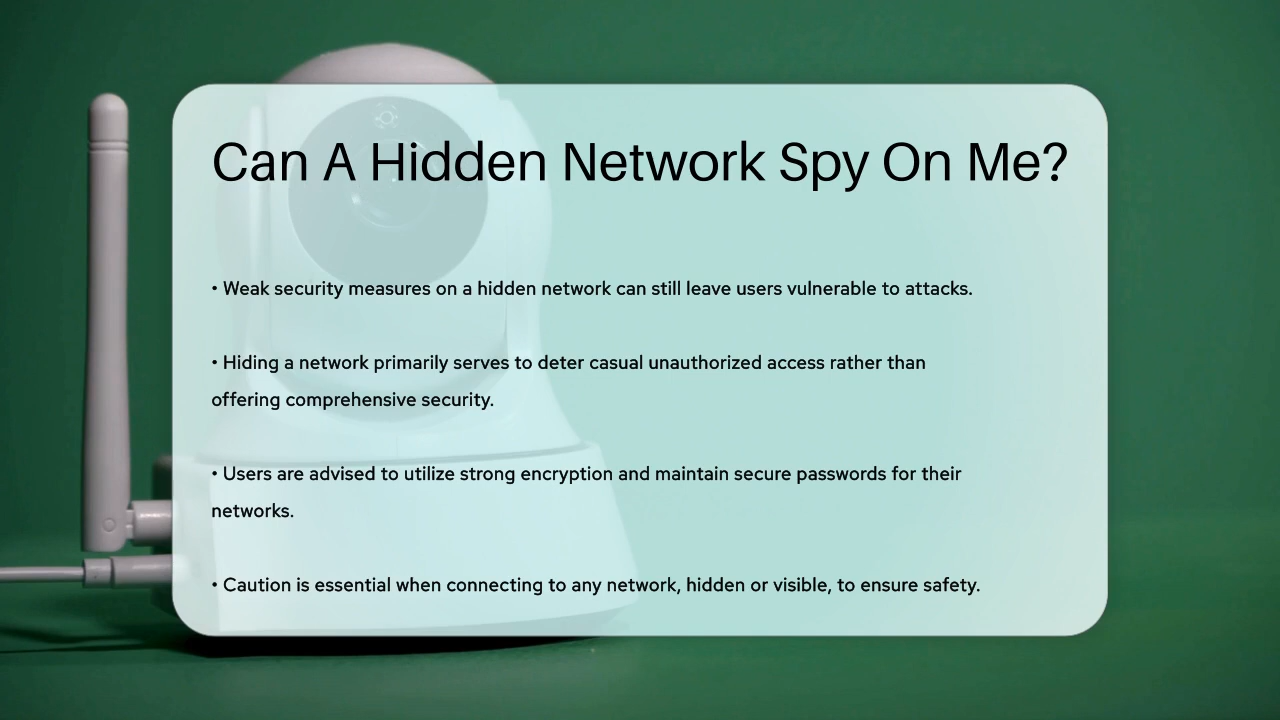 Can A Hidden Network Spy On Me?
• Weak security measures on a hidden network can still leave users vulnerable to attacks.
• Hiding a network primarily serves to deter casual unauthorized access rather than
offering comprehensive security.
• Users are advised to utilize strong encryption and maintain secure passwords for their
networks.
• Caution is essential when connecting to any network, hidden or visible, to ensure safety.